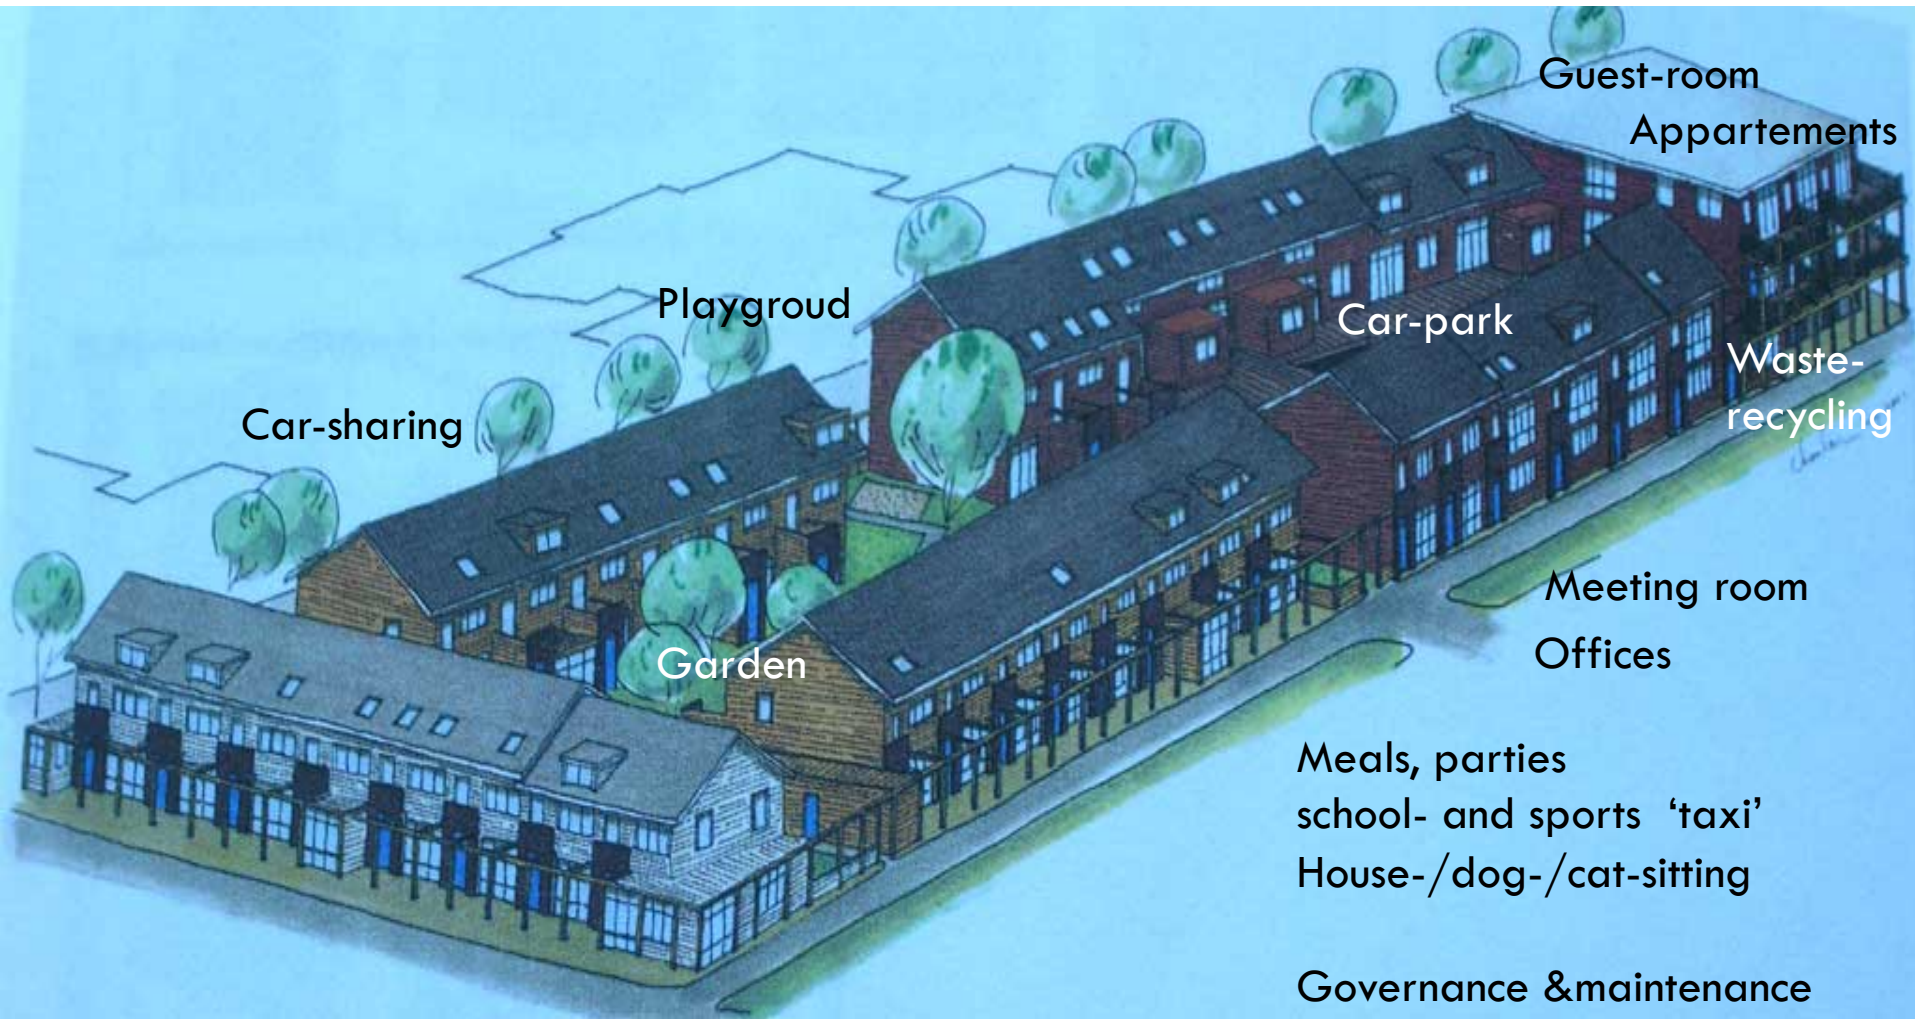 Guest-room
Appartements
Playgroud
Car-park
Waste-
recycling
Car-sharing
Meeting room
Offices
Garden
Meals, parties
school- and sports ‘taxi’
House-/dog-/cat-sitting
Governance &maintenance